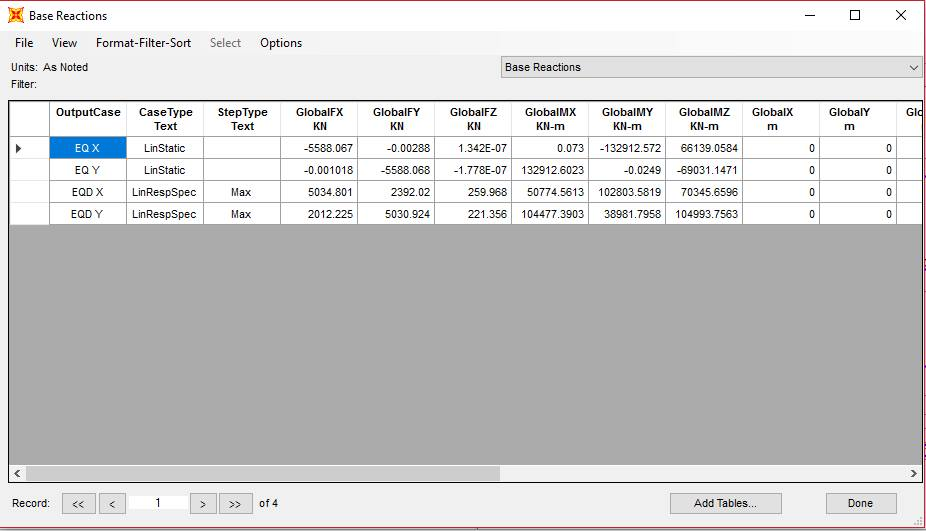 Base Reactions
File View Format-Filter-Sort Select Options
Units: As Noted Base Reactions
Filter:
OutputCase CaseType StepType GlobalFX GlobalFY GlobalFZ GlobalMX GlobalMY GlobalMZ GlobalX GlobalY Glo
Text Text KN KN KN KN-m KN-m KN-m m m
EQ X LinStatic -5588.067 -0.00288 1.342E-07 0.073 -132912.572 66139.0584 0 0
EQ Y LinStatic -0.001018 -5588.068 -1.778E-07 132912.6023 -0.0249 -69031.1471 0 0
EQD X LinRespSpec Max 5034.801 2392.02 259.968 50774.5613 102803.5819 70345.6596 0 0
EQD Y LinRespSpec Max 2012.225 5030.924 221.356 104477.3903 38981.7958 104993.7563 0 0
Record: << < 1 > >> of 4 Add Tables... Done